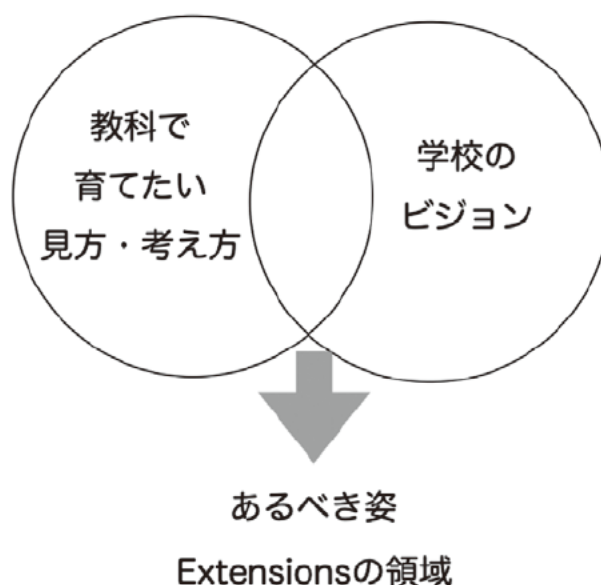 教科で
育てたい
見方・考え方
学校の
ビジョン
あるべき姿
Extensionsの領域